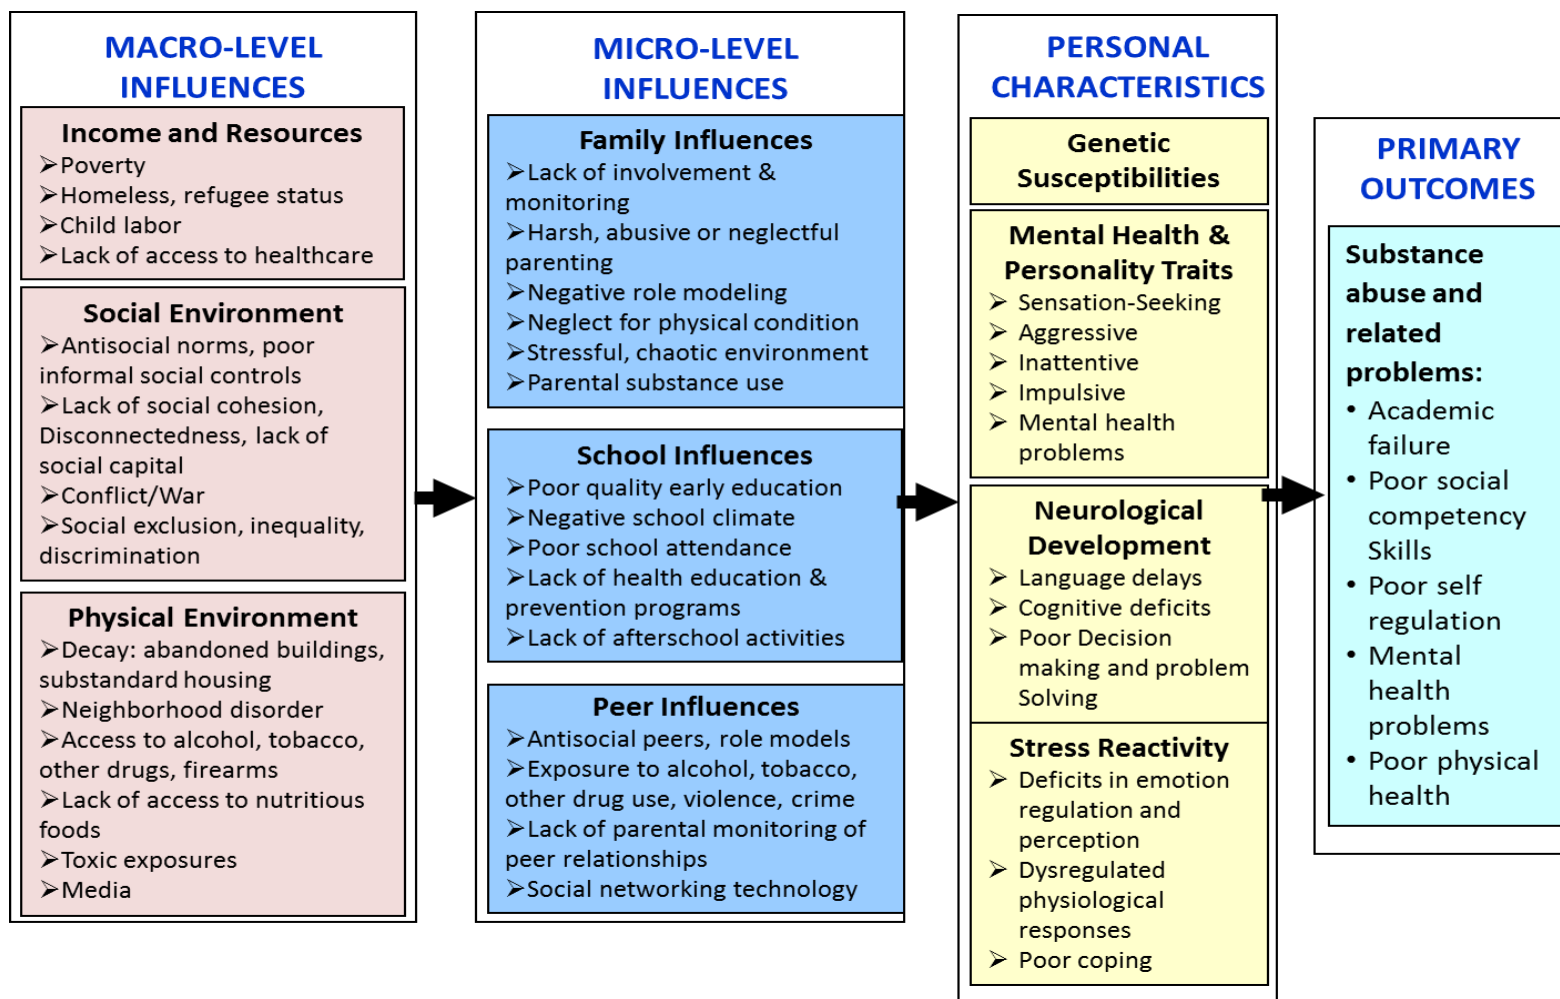 MACRO-LEVEL
INFLUENCES
Income and Resources
➢Poverty
➢Homeless, refugee status
➢Child labor
➢Lack of access to healthcare
Social Environment
➢Antisocial norms, poor
informal social controls
➢Lack of social cohesion,
Disconnectedness, lack of
social capital
➢Conflict/War
➢Social exclusion, inequality,
discrimination
Physical Environment
➢Decay: abandoned buildings,
substandard housing
➢Neighborhood disorder
➢Access to alcohol, tobacco,
other drugs, firearms
➢Lack of access to nutritious
foods
➢Toxic exposures
➢Media
MICRO-LEVEL
INFLUENCES
Family Influences
➢Lack of involvement &
monitoring
➢Harsh, abusive or neglectful
parenting
➢Negative role modeling
➢Neglect for physical condition
➢Stressful, chaotic environment
➢Parental substance use
School Influences
➢Poor quality early education
➢Negative school climate
➢Poor school attendance
➢Lack of health education &
prevention programs
➢Lack of afterschool activities
Peer Influences
➢Antisocial peers, role models
➢Exposure to alcohol, tobacco,
other drug use, violence, crime
➢Lack of parental monitoring of
peer relationships
➢Social networking technology
PERSONAL
CHARACTERISTICS
Genetic
Susceptibilities
Mental Health &
Personality Traits
➢ Sensation-Seeking
➢ Aggressive
➢ Inattentive
➢ Impulsive
➢ Mental health
problems
Neurological
Development
➢ Language delays
➢ Cognitive deficits
➢ Poor Decision
making and problem
Solving
Stress Reactivity
➢ Deficits in emotion
regulation and
perception
➢ Dysregulated
physiological
responses
➢ Poor coping
PRIMARY
OUTCOMES
Substance
abuse and
related
problems:
• Academic
failure
• Poor social
competency
Skills
• Poor self
regulation
• Mental
health
problems
• Poor physical
health